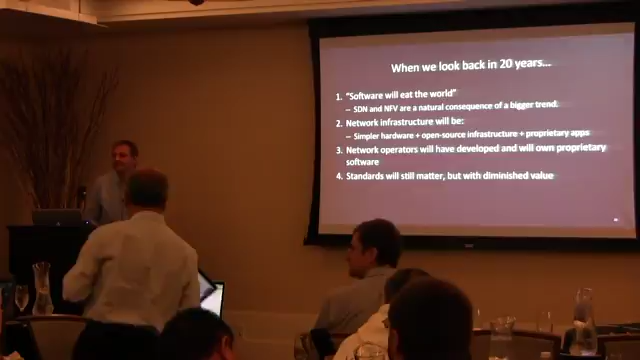 When we look back in 20 years...
1. "Software will eat the world"
– SDN and NFV are a natural consequence of a bigger trend.
2. Network infrastructure will be:
– Simpler hardware + open-source infrastructure + proprietary apps
3. Network operators will have developed and will own proprietary
software
4. Standards will still matter, but with diminished value